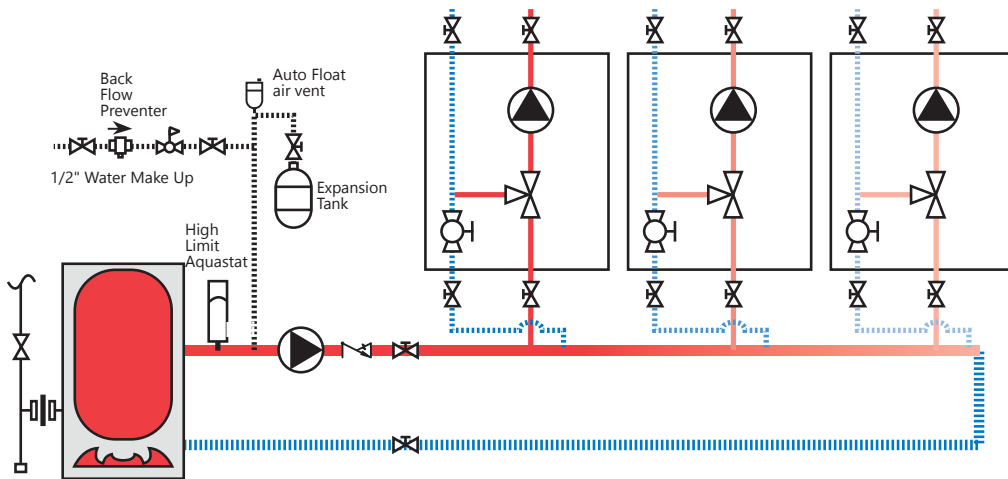 Back
Flow
Preventer
Auto Float
air vent
1/2" Water Make Up
Expansion
Tank
High
Limit
Aquastat